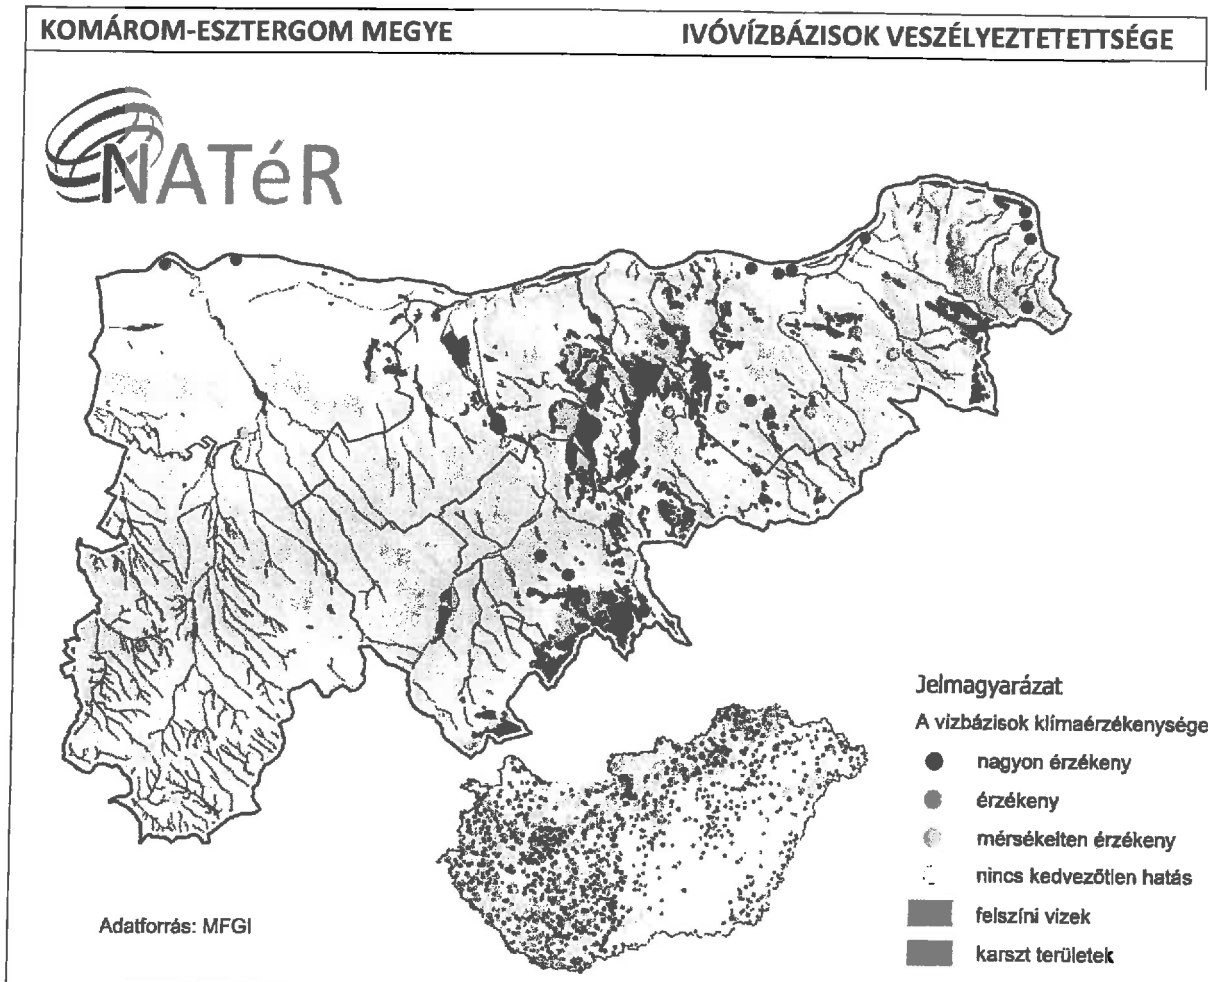 KOMÁROM-ESZTERGOM MEGYE
IVÓVÍZBÁZISOK VESZÉLYEZTETETTSÉGE
NATéR
Jelmagyarázat
A vízbázisok klímaérzékenysége
nagyon érzékeny
érzékeny
mérsékelten érzékeny
nincs kedvezőtlen hatás
felszíni vizek
karszt területek
Adatforrás: MFGI